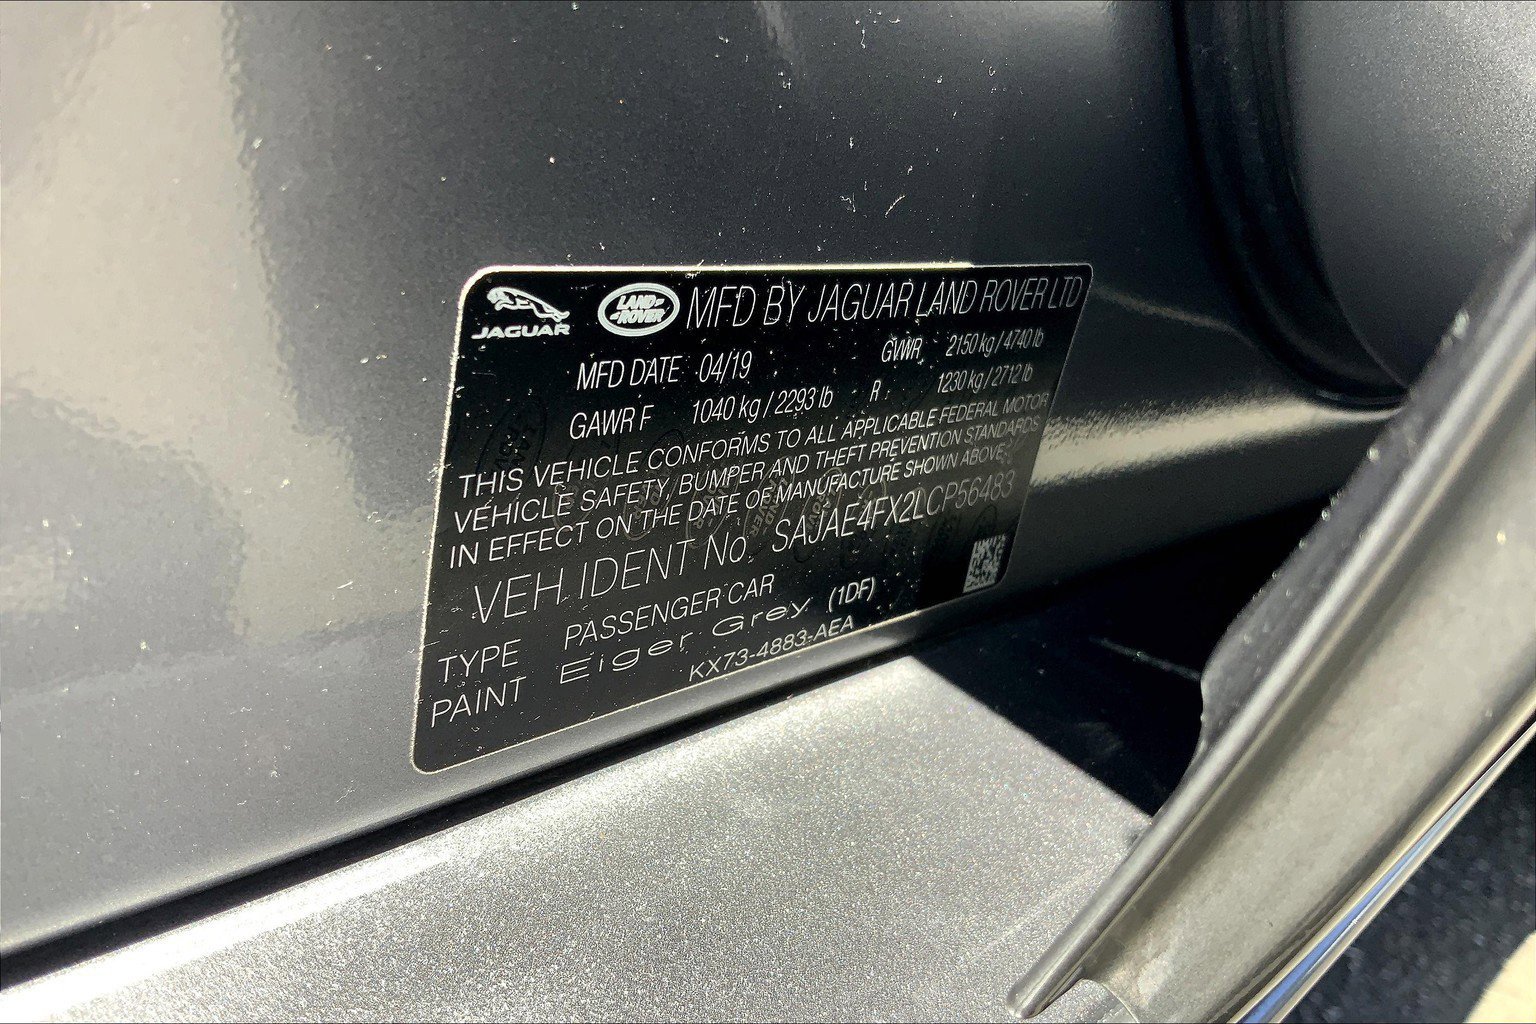 JAGUAR LAND ROVER MFD BY JAGUAR LAND ROVER LTD
MFD DATE 04/19 GVWR 2150 kg / 4740 lb
GAWR F 1040 kg / 2293 lb R 1230 kg / 2712 lb
THIS VEHICLE CONFORMS TO ALL APPLICABLE FEDERAL MOTOR
VEHICLE SAFETY, BUMPER AND THEFT PREVENTION STANDARDS
IN EFFECT ON THE DATE OF MANUFACTURE SHOWN ABOVE.
VEH IDENT No. SAJAE4FX2LCP56483
TYPE PASSENGER CAR
PAINT Eiger Grey (1DF)
KX73-4883-AEA